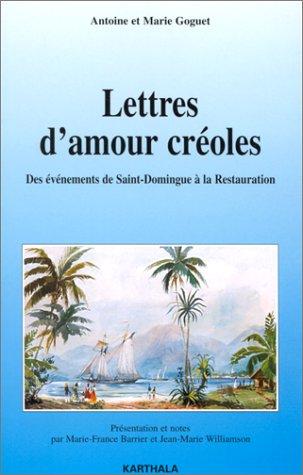 Antoine et Marie Goguet
Lettres
d'amour créoles
Des événements de Saint-Domingue à la Restauration
Présentation et notes
par Marie-France Barrier et Jean-Marie Williamson
KARTHALA